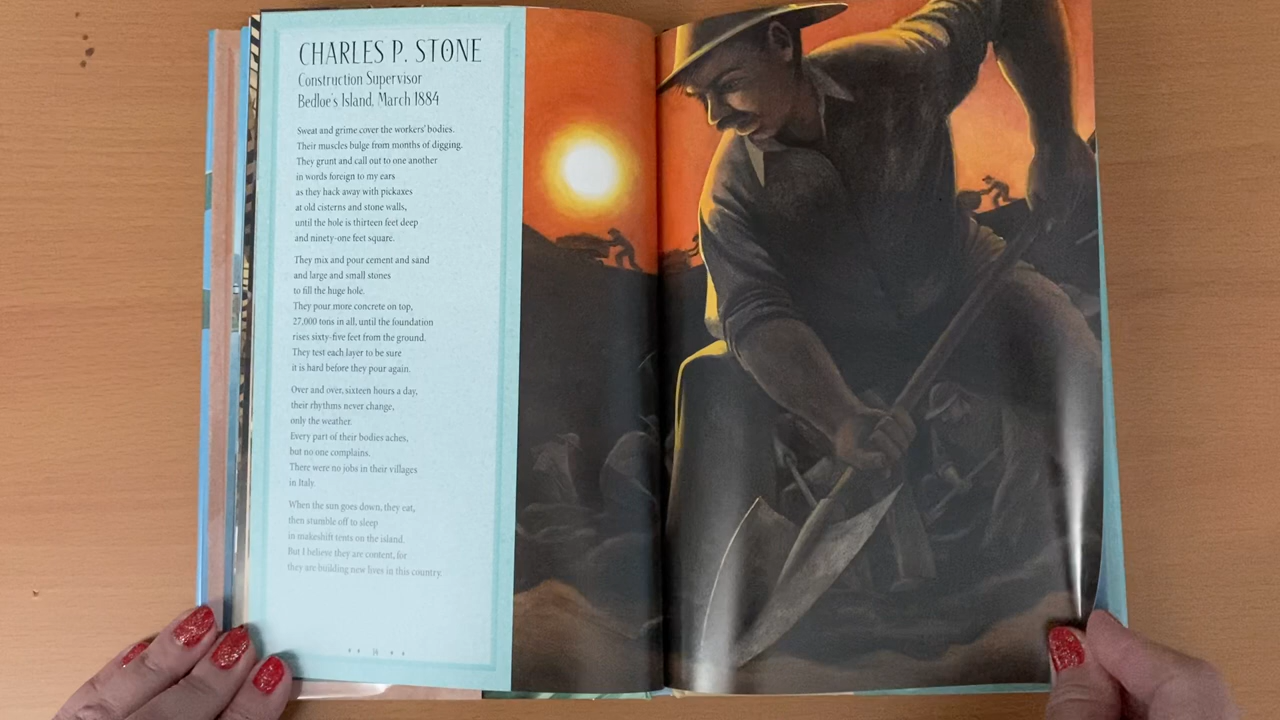 CHARLES P. STONE
Construction Supervisor
Bedloe's Island, March 1884
Sweat and grime cover the workers' bodies.
Their muscles bulge from months of digging.
They grunt and call out to one another
in words foreign to my ears
as they hack away with pickaxes
at old cisterns and stone walls,
until the hole is thirteen feet deep
and ninety-one feet square.
They mix and pour cement and sand
and large and small stones
to fill the huge hole.
They pour more concrete on top,
27,000 tons in all, until the foundation
rises sixty-five feet from the ground.
They test each layer to be sure
it is hard before they pour again.
Over and over, sixteen hours a day,
their rhythms never change,
only the weather.
Every part of their bodies aches,
but no one complains.
There were no jobs in their villages
in Italy.
When the sun goes down, they eat,
then stumble off to sleep
in makeshift tents on the island.
But I believe they are content, for
they are building new lives in this country.